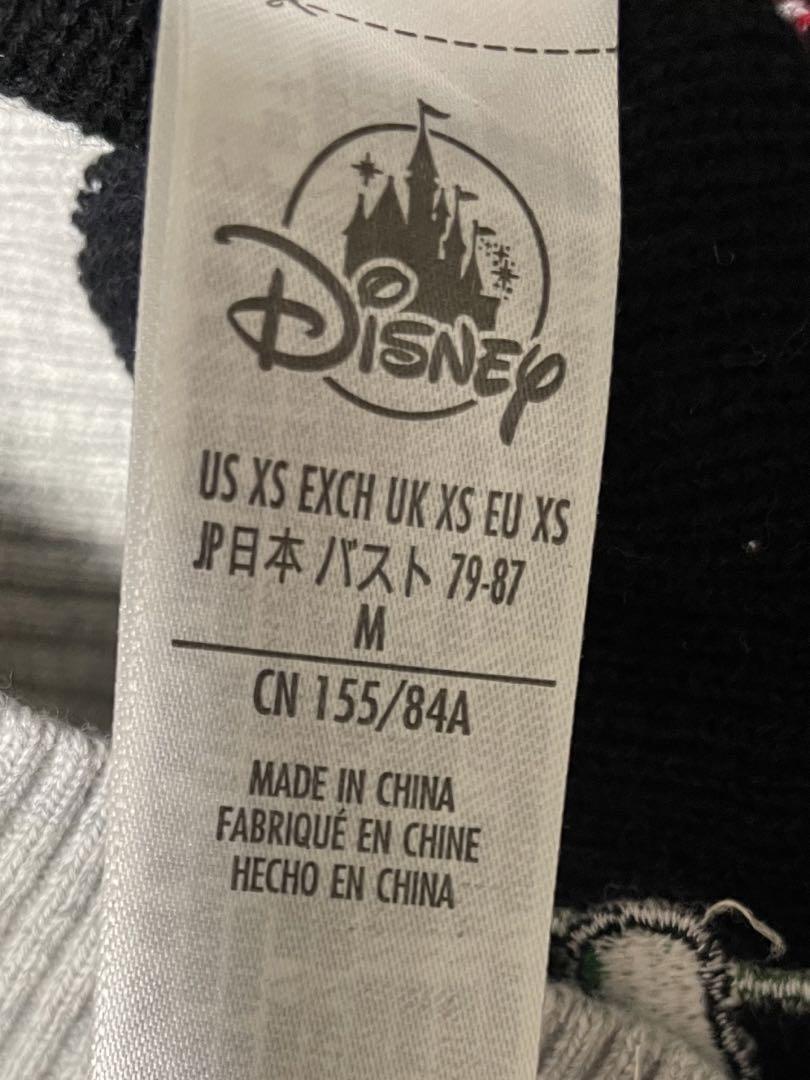 Disney
US XS EXCH UK XS EU XS
JP日本 バスト 79-87
M
CN 155/84A
MADE IN CHINA
FABRIQUÉ EN CHINE
HECHO EN CHINA